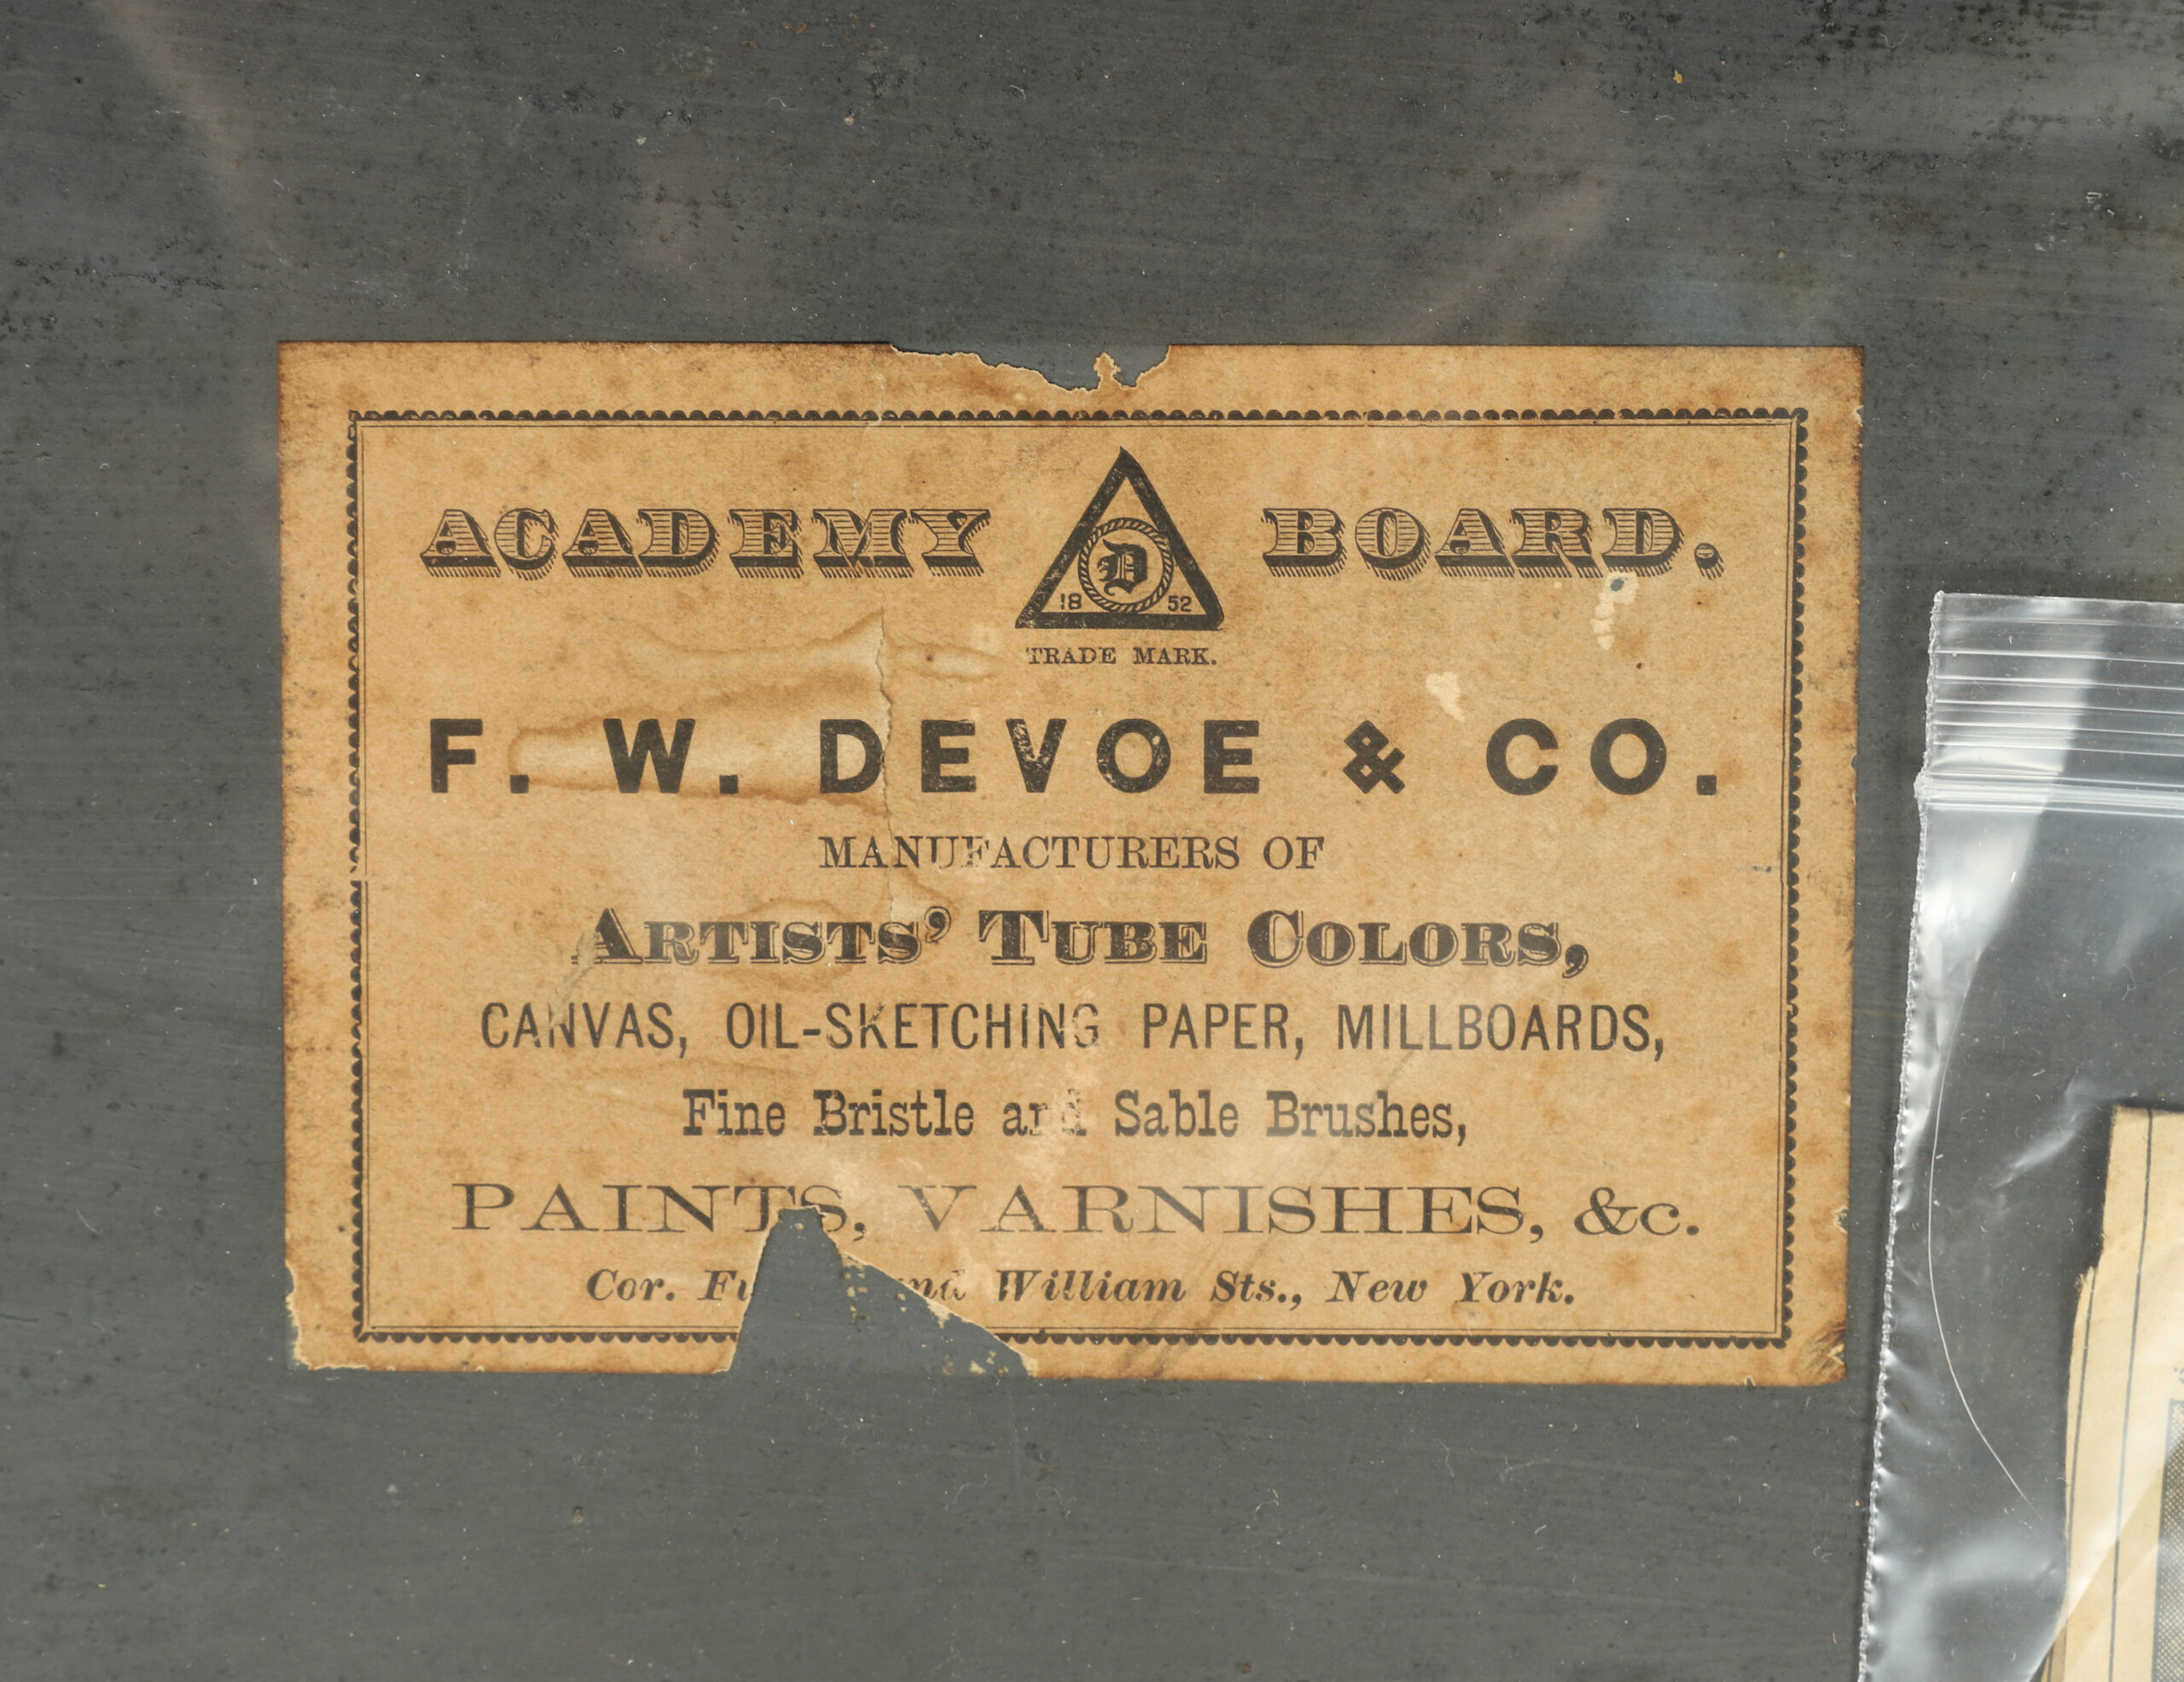 ACADEMY BOARD.
D
18 52
TRADE MARK.
F. W. DEVOE & CO.
MANUFACTURERS OF
ARTISTS' TUBE COLORS,
CANVAS, OIL-SKETCHING PAPER, MILLBOARDS,
Fine Bristle and Sable Brushes,
PAINTS, VARNISHES, &c.
Cor. William Sts., New York.